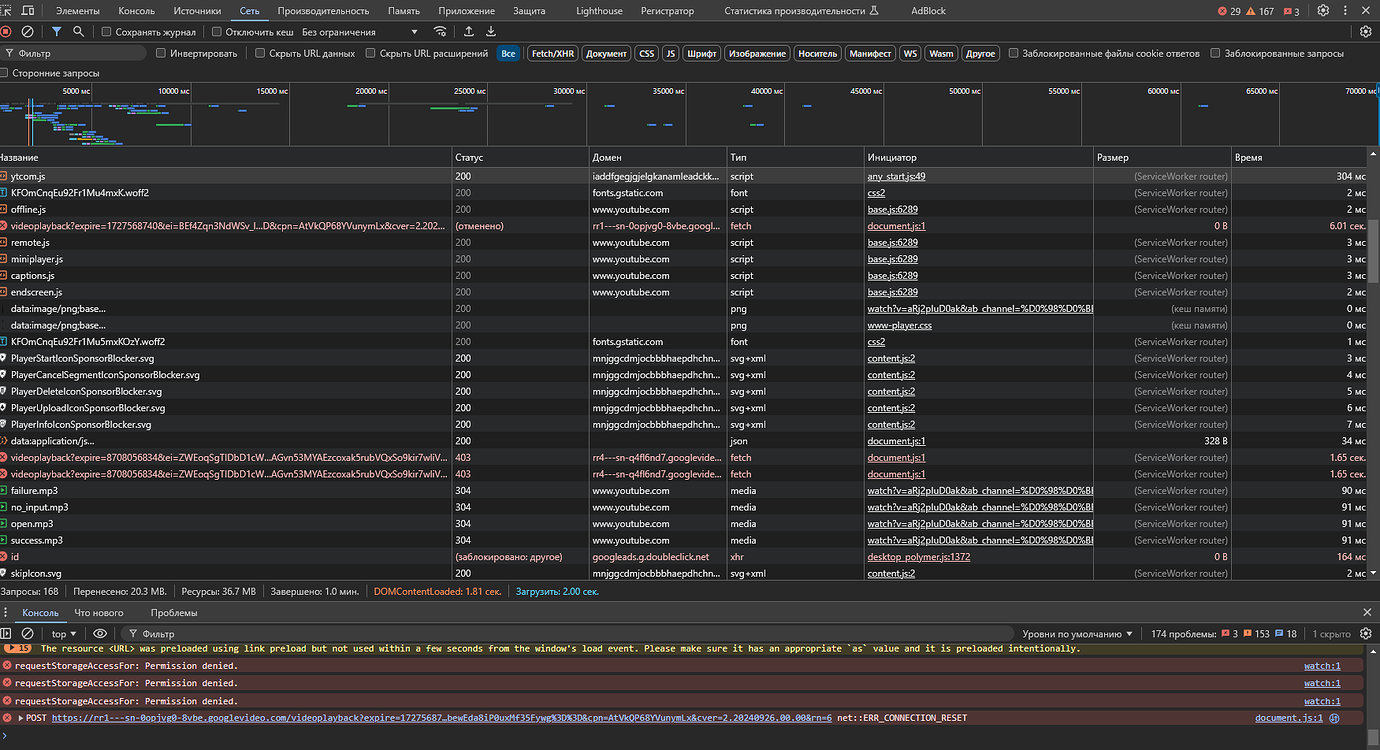 Элементы Консоль Источники Сеть Производительность Память Приложение Защита Lighthouse Регистратор Статистика производительности AdBlock 29 167 3
Сохранять журнал Отключить кеш Без ограничения
Фильтр Инвертировать Скрыть URL данных Скрыть URL расширений Все Fetch/XHR Документ CSS JS Шрифт Изображение Носитель Манифест WS Wasm Другое Заблокированные файлы cookie ответов Заблокированные запросы
Сторонние запросы
5000 мс 10000 мс 15000 мс 20000 мс 25000 мс 30000 мс 35000 мс 40000 мс 45000 мс 50000 мс 55000 мс 60000 мс 65000 мс 70000 мс
Название Статус Домен Тип Инициатор Размер Время
ytcom.js 200 iaddfgegjgjelgkanamleadckk... script any_start.js:49 (ServiceWorker router) 304 мс
KFOmCnqEu92Fr1Mu4mxK.woff2 200 fonts.gstatic.com font css2 (ServiceWorker router) 2 мс
offline.js 200 www.youtube.com script base.js:6289 (ServiceWorker router) 2 мс
videoplayback?expire=1727568740&ei=BEf4Zqn3NdWSv_I...D&cpn=AtVkQP68YVunymLx&cver=2.202... (отменено) rr1---sn-0opjvg0-8vbe.googl... fetch document.js:1 0 B 6.01 сек.
remote.js 200 www.youtube.com script base.js:6289 (ServiceWorker router) 3 мс
miniplayer.js 200 www.youtube.com script base.js:6289 (ServiceWorker router) 3 мс
captions.js 200 www.youtube.com script base.js:6289 (ServiceWorker router) 3 мс
endscreen.js 200 www.youtube.com script base.js:6289 (ServiceWorker router) 2 мс
data:image/png;base... 200 png watch?v=aRj2pIuD0ak&ab_channel=%D0%98%D0%BI (кеш памяти) 0 мс
data:image/png;base... 200 png www-player.css (кеш памяти) 0 мс
KFOmCnqEu92Fr1Mu5mxKOzY.woff2 200 fonts.gstatic.com font css2 (ServiceWorker router) 1 мс
PlayerStartIconSponsorBlocker.svg 200 mnjggcdmjocbbbhaepdhchn... svg+xml content.js:2 (ServiceWorker router) 3 мс
PlayerCancelSegmentIconSponsorBlocker.svg 200 mnjggcdmjocbbbhaepdhchn... svg+xml content.js:2 (ServiceWorker router) 4 мс
PlayerDeleteIconSponsorBlocker.svg 200 mnjggcdmjocbbbhaepdhchn... svg+xml content.js:2 (ServiceWorker router) 5 мс
PlayerUploadIconSponsorBlocker.svg 200 mnjggcdmjocbbbhaepdhchn... svg+xml content.js:2 (ServiceWorker router) 6 мс
PlayerInfoIconSponsorBlocker.svg 200 mnjggcdmjocbbbhaepdhchn... svg+xml content.js:2 (ServiceWorker router) 7 мс
data:application/js... 200 json document.js:1 328 B 34 мс
videoplayback?expire=8708056834&ei=ZWEoqSgTIDbD1cW...AGvn53MYAEzcoxak5rubVQxSo9kir7wIiV... 403 rr4---sn-q4fl6nd7.googlevide... fetch document.js:1 (ServiceWorker router) 1.65 сек.
videoplayback?expire=8708056834&ei=ZWEoqSgTIDbD1cW...AGvn53MYAEzcoxak5rubVQxSo9kir7wIiV... 403 rr4---sn-q4fl6nd7.googlevide... fetch document.js:1 (ServiceWorker router) 1.65 сек.
failure.mp3 304 www.youtube.com media watch?v=aRj2pIuD0ak&ab_channel=%D0%98%D0%BI (ServiceWorker router) 90 мс
no_input.mp3 304 www.youtube.com media watch?v=aRj2pIuD0ak&ab_channel=%D0%98%D0%BI (ServiceWorker router) 91 мс
open.mp3 304 www.youtube.com media watch?v=aRj2pIuD0ak&ab_channel=%D0%98%D0%BI (ServiceWorker router) 91 мс
success.mp3 304 www.youtube.com media watch?v=aRj2pIuD0ak&ab_channel=%D0%98%D0%BI (ServiceWorker router) 91 мс
id (заблокировано: другое) googleads.g.doubleclick.net xhr desktop_polymer.js:1372 0 B 164 мс
skipIcon.svg 200 mnjggcdmjocbbbhaepdhchn... svg+xml content.js:2 (ServiceWorker router) 2 мс
Запросы: 168 Перенесено: 20.3 MB. Ресурсы: 36.7 MB Завершено: 1.0 мин. DOMContentLoaded: 1.81 сек. Загрузить: 2.00 сек.
Консоль Что нового Проблемы
top Фильтр Уровни по умолчанию 174 проблемы: 3 153 18 1 скрыто
15 The resource <URL> was preloaded using link preload but not used within a few seconds from the window's load event. Please make sure it has an appropriate `as` value and it is preloaded intentionally.
requestStorageAccessFor: Permission denied. watch:1
requestStorageAccessFor: Permission denied. watch:1
requestStorageAccessFor: Permission denied. watch:1
POST https://rr1---sn-0opjvg0-8vbe.googlevideo.com/videoplayback?expire=17275687…bewEda8iP0uxMf35Fywg%3D%3D&cpn=AtVkQP68YVunymLx&cver=2.20240926.00.00&rn=6 net::ERR_CONNECTION_RESET document.js:1